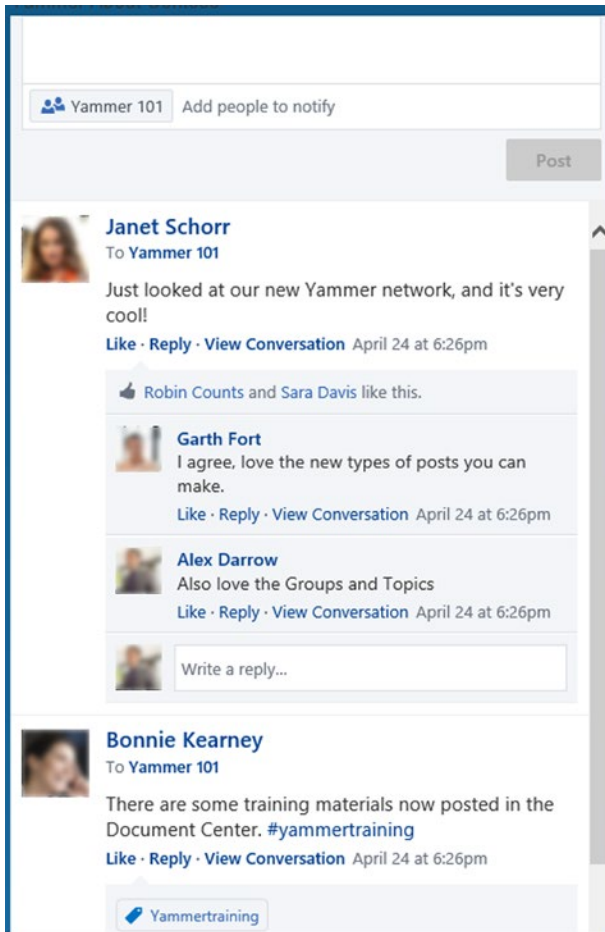 Yammer 101 Add people to notify
Post
Janet Schorr
To Yammer 101
Just looked at our new Yammer network, and it's very
cool!
Like · Reply · View Conversation April 24 at 6:26pm
Robin Counts and Sara Davis like this.
Garth Fort
I agree, love the new types of posts you can
make.
Like · Reply · View Conversation April 24 at 6:26pm
Alex Darrow
Also love the Groups and Topics
Like · Reply · View Conversation April 24 at 6:26pm
Write a reply...
Bonnie Kearney
To Yammer 101
There are some training materials now posted in the
Document Center. #yammertraining
Like · Reply · View Conversation April 24 at 6:26pm
Yammertraining